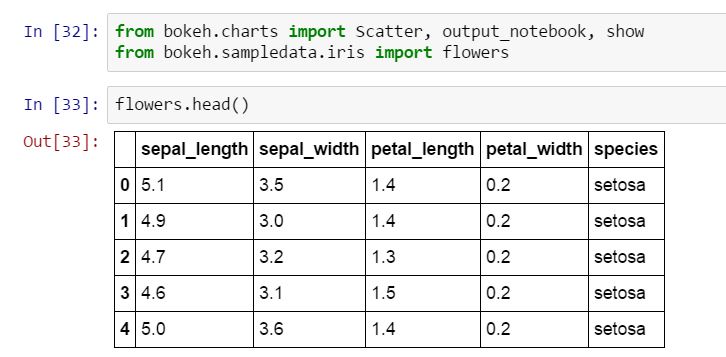 In [32]: from bokeh.charts import Scatter, output_notebook, show
from bokeh.sampledata.iris import flowers
In [33]: flowers.head()
Out[33]:
sepal_length sepal_width petal_length petal_width species
0 5.1 3.5 1.4 0.2 setosa
1 4.9 3.0 1.4 0.2 setosa
2 4.7 3.2 1.3 0.2 setosa
3 4.6 3.1 1.5 0.2 setosa
4 5.0 3.6 1.4 0.2 setosa